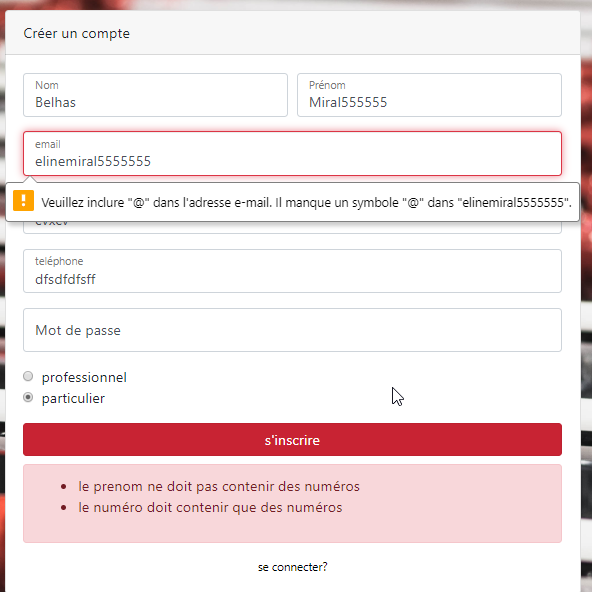 Créer un compte
Nom
Prénom
Belhas
Miral555555
email
elinemiral5555555
Veuillez inclure "@" dans l'adresse e-mail. Il manque un symbole "@" dans "elinemiral5555555".
teléphone
dfsdfdfsff
Mot de passe
professionnel
particulier
s'inscrire
le prenom ne doit pas contenir des numéros
le numéro doit contenir que des numéros
se connecter?